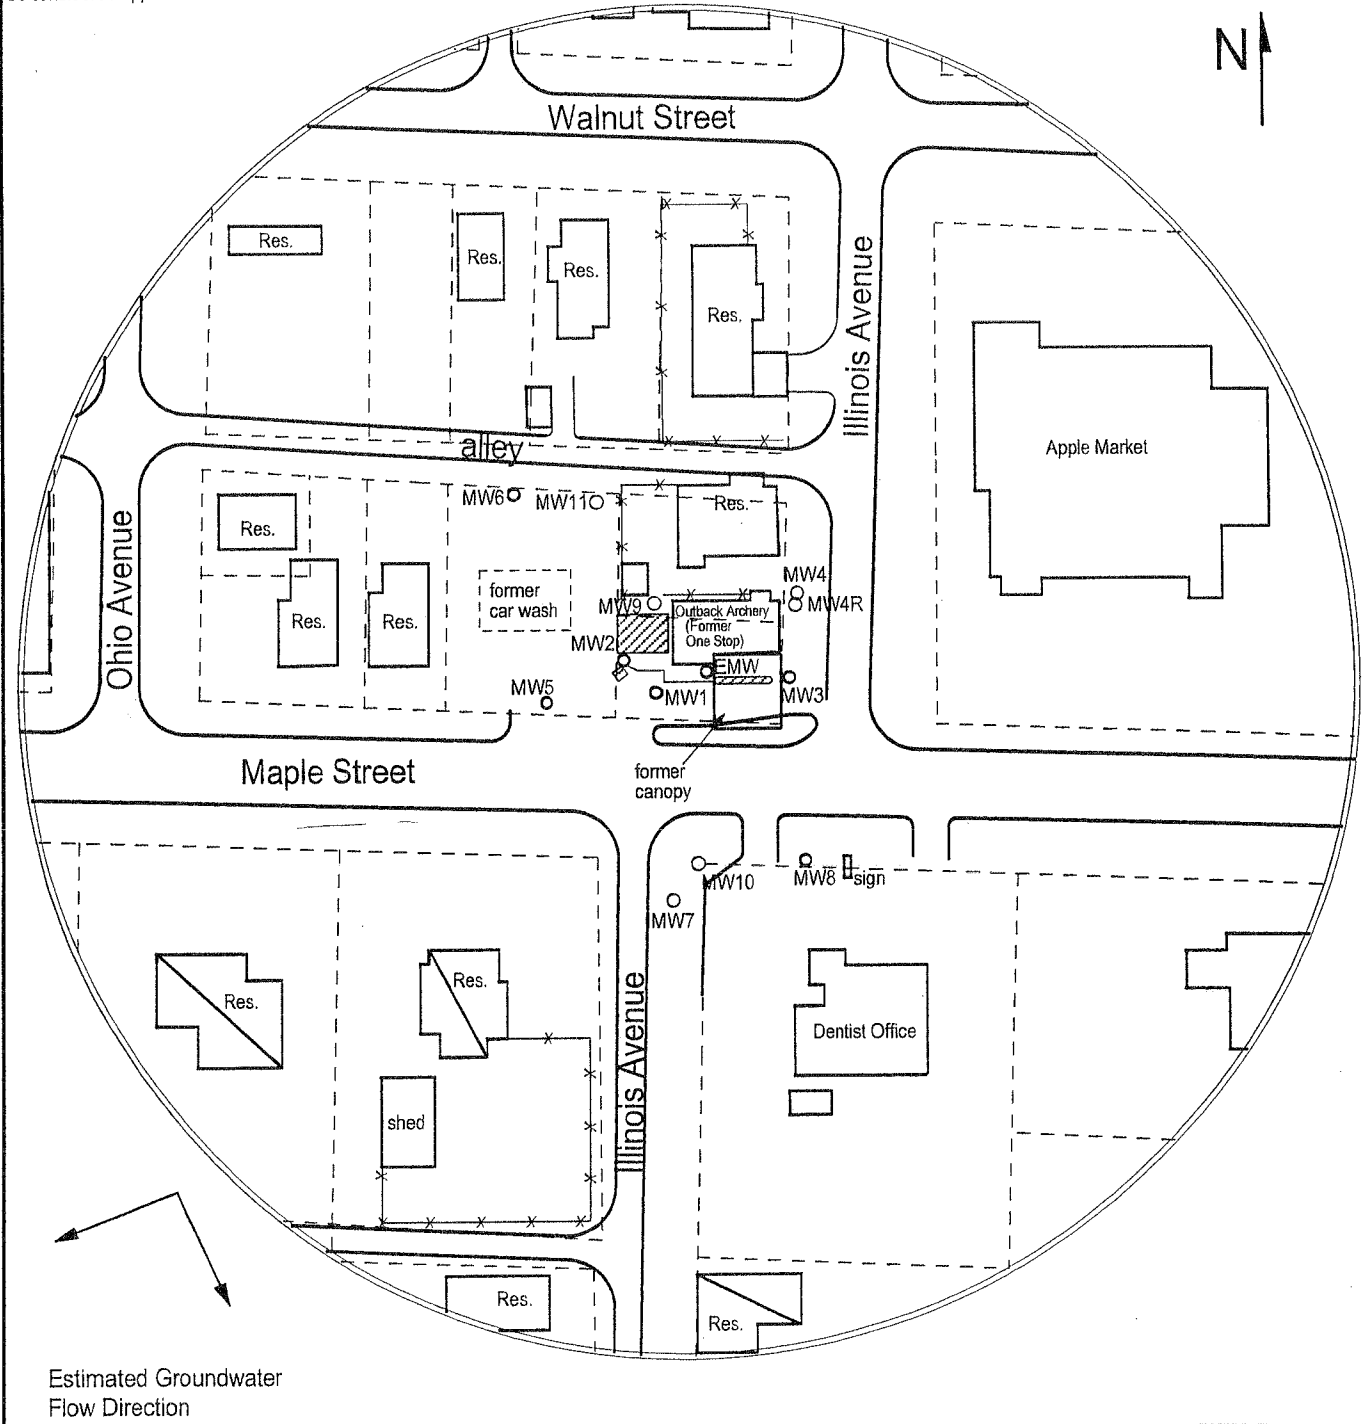 N
Walnut Street
Res.
Res.
Res.
Res.
Illinois Avenue
Apple Market
alley
MW6
MW11
Res.
Res.
Ohio Avenue
Res.
Res.
former
car wash
MW4
MW9
MW4R
Outback Archery
(Former
One Stop)
MW2
EMW
MW5
MW1
MW3
Maple Street
former
canopy
MW10
MW8
sign
MW7
Res.
Res.
Illinois Avenue
Dentist Office
shed
Res.
Res.
Estimated Groundwater
Flow Direction